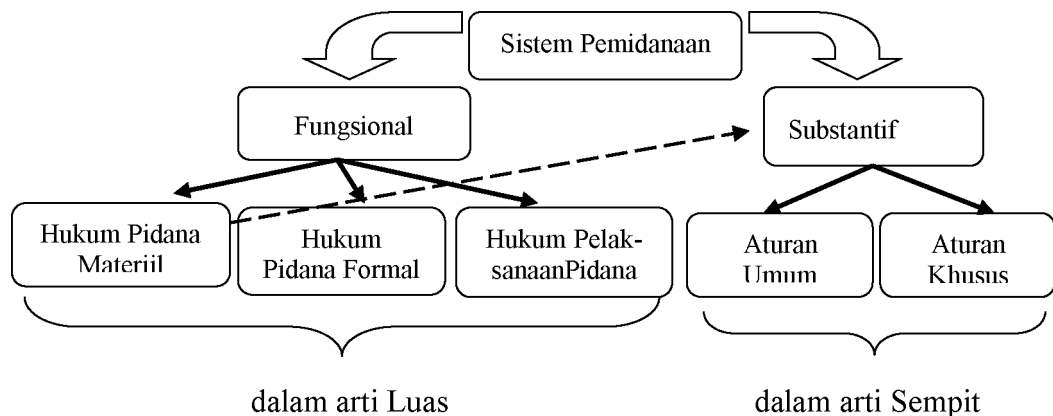 Sistem Pemidanaan
Fungsional
Substantif
Hukum Pidana
Materiil
Hukum
Pidana Formal
Hukum Pelak-
sanaanPidana
Aturan
Umum
Aturan
Khusus
dalam arti Luas
dalam arti Sempit